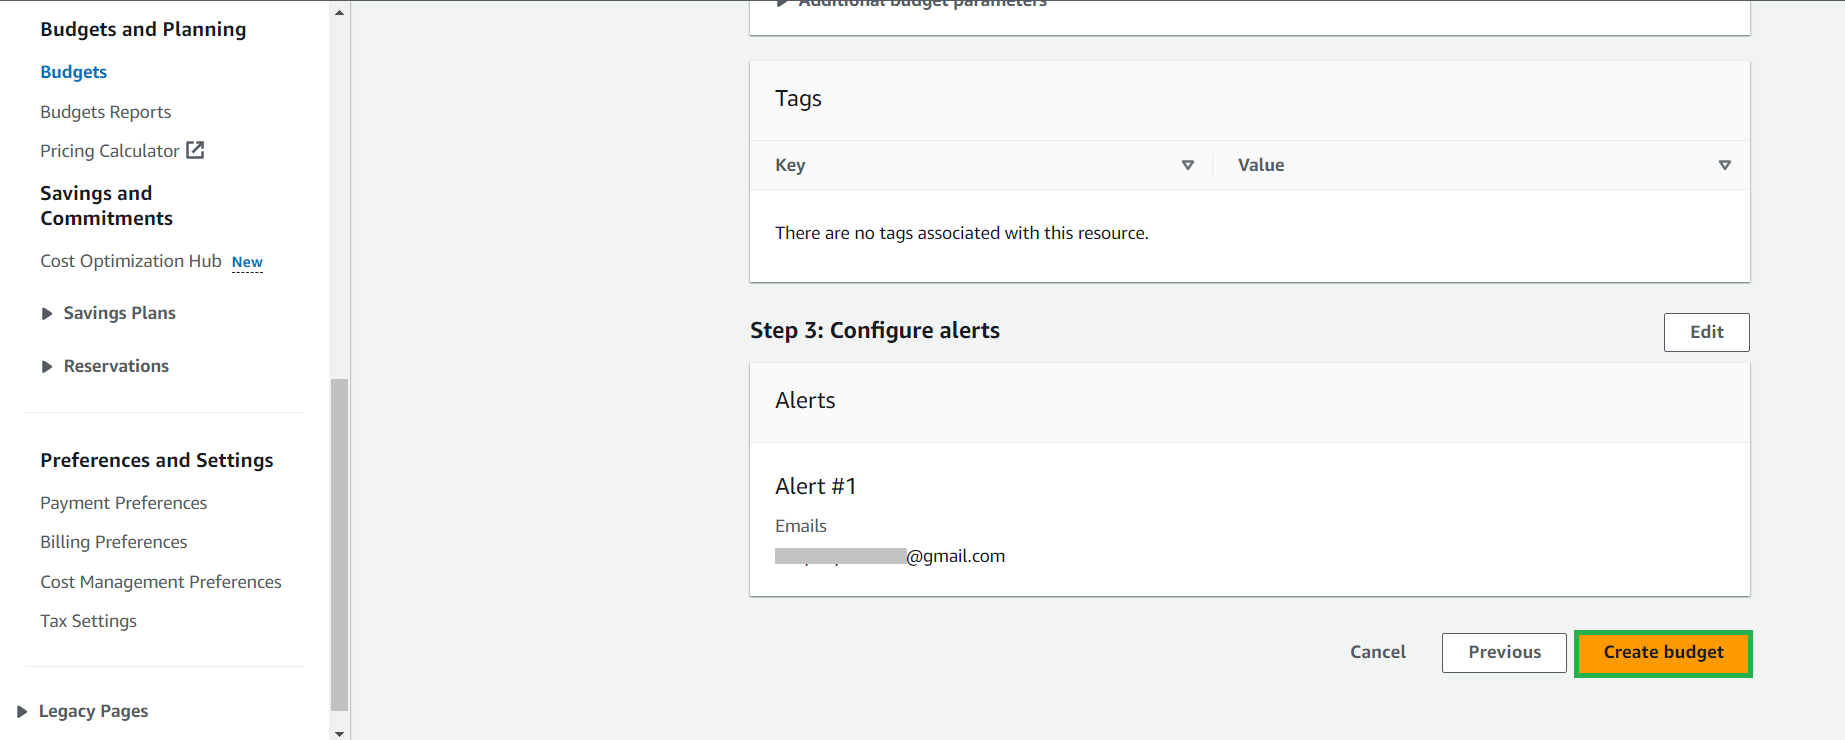 Budgets and Planning
Budgets
Budgets Reports
Pricing Calculator
Savings and
Commitments
Cost Optimization Hub New
Savings Plans
Reservations
Preferences and Settings
Payment Preferences
Billing Preferences
Cost Management Preferences
Tax Settings
Legacy Pages
Additional budget parameters
Tags
Key Value
There are no tags associated with this resource.
Step 3: Configure alerts Edit
Alerts
Alert #1
Emails
@gmail.com
Cancel Previous Create budget